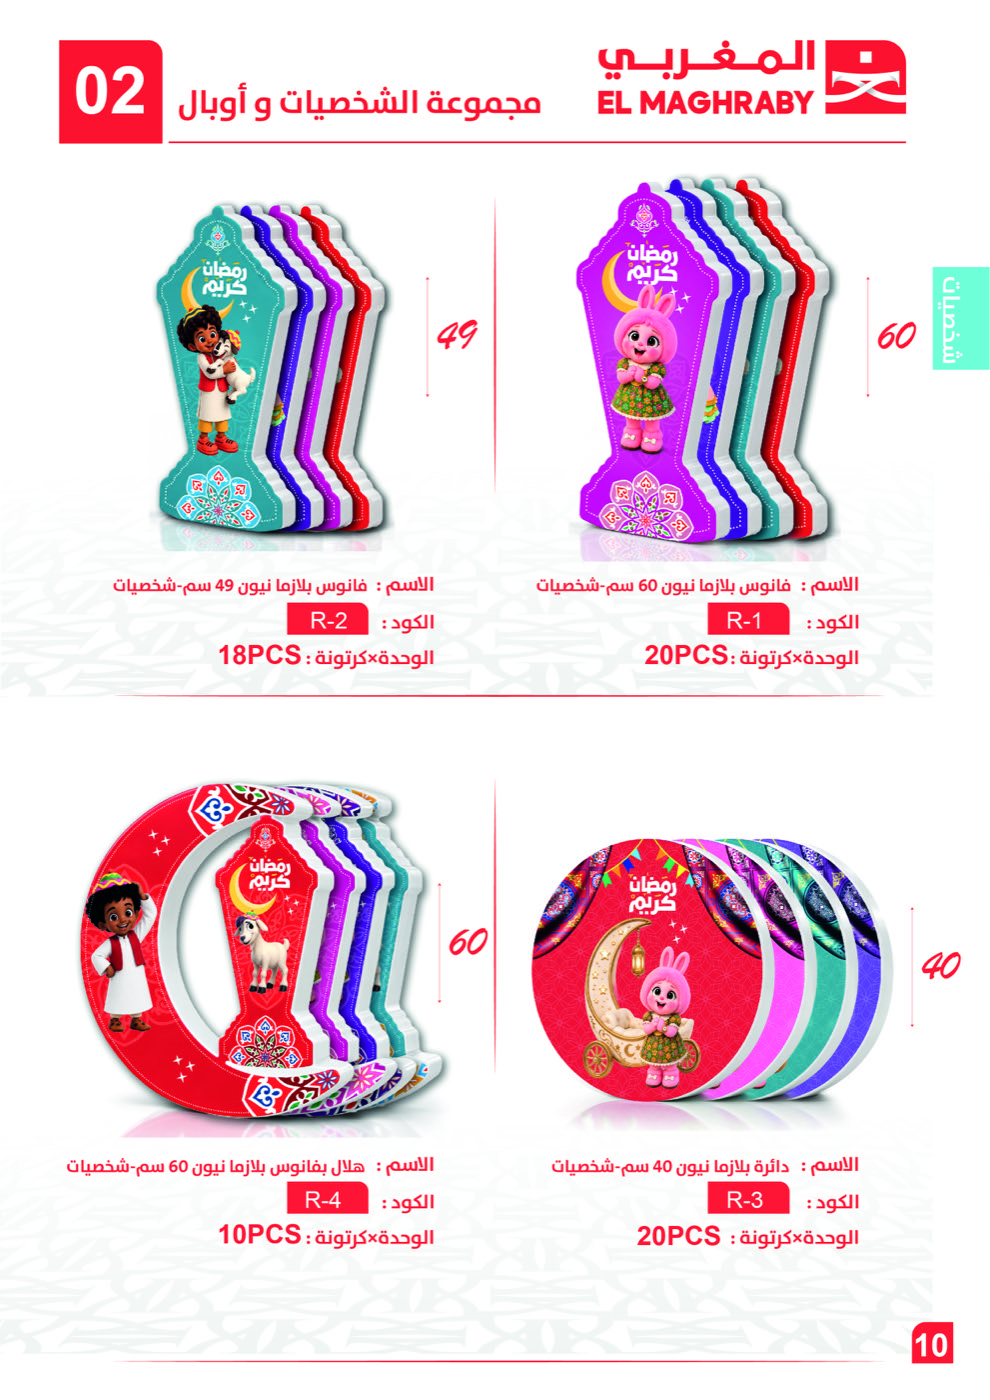 المغربي
EL MAGHRABY
مجموعة الشخصيات و أوبال
02
شخصيات
رمضان
كريم
60
الاسم : فانوس بلازما نيون 60 سم-شخصيات
الكود : R-1
الوحدة×كرتونة : 20PCS
رمضان
كريم
49
الاسم : فانوس بلازما نيون 49 سم-شخصيات
الكود : R-2
الوحدة×كرتونة : 18PCS
رمضان
كريم
40
الاسم : دائرة بلازما نيون 40 سم-شخصيات
الكود : R-3
الوحدة×كرتونة : 20PCS
رمضان
كريم
60
الاسم : هلال بفانوس بلازما نيون 60 سم-شخصيات
الكود : R-4
الوحدة×كرتونة : 10PCS
10